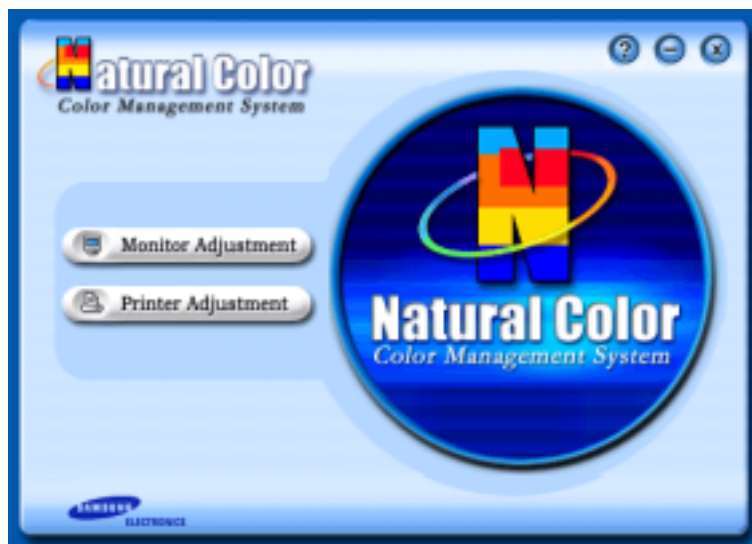 Natural Color
Color Management System
?
Monitor Adjustment
Printer Adjustment
N
Natural Color
Color Management System
SAMSUNG
ELECTRONICS